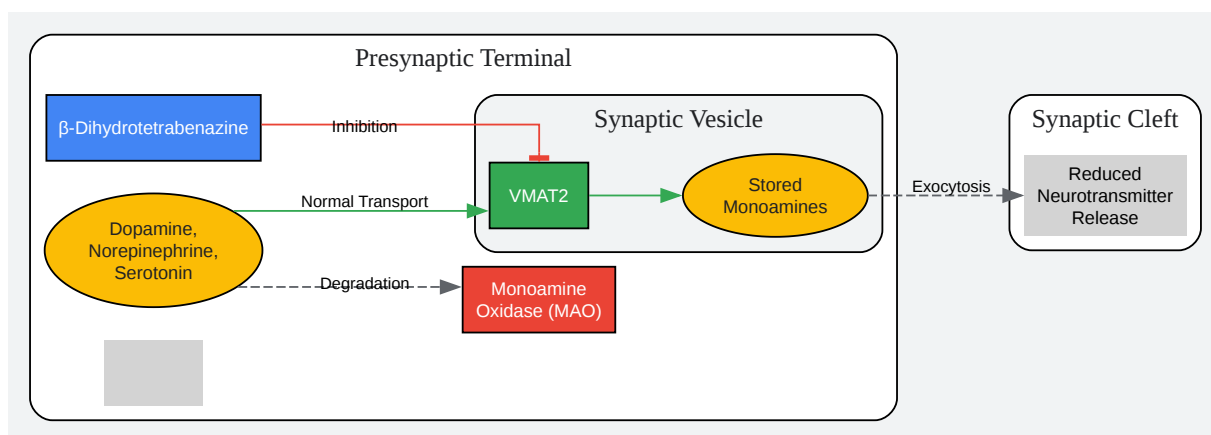 Presynaptic Terminal
β-Dihydrotetrabenazine
Inhibition
Synaptic Vesicle
Synaptic Cleft
VMAT2
Stored
Monoamines
Exocytosis
Reduced
Neurotransmitter
Release
Normal Transport
Dopamine,
Norepinephrine,
Serotonin
Degradation
Monoamine
Oxidase (MAO)